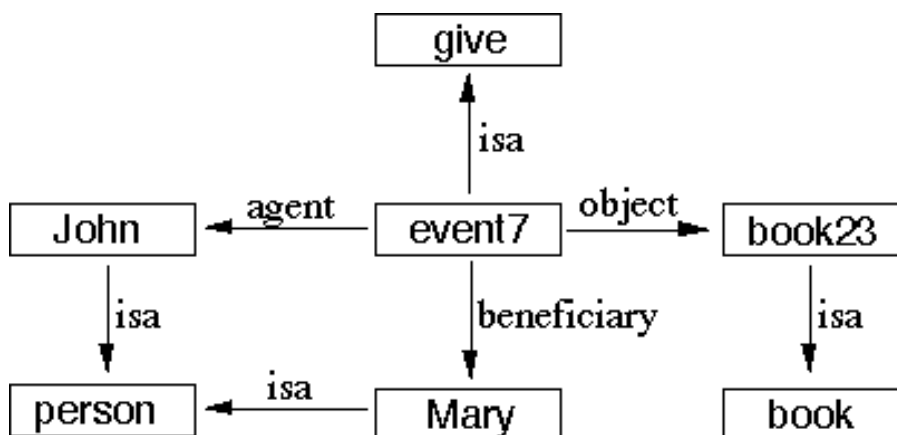 give
isa
agent
object
John
event7
book23
isa
beneficiary
isa
isa
person
Mary
book